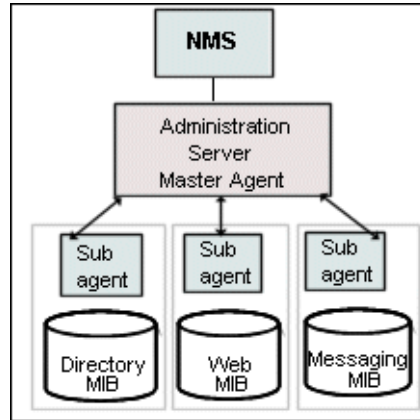 NMS
Administration
Server
Master Agent
Sub
agent
Sub
agent
Sub
agent
Directory
MIB
Web
MIB
Messaging
MIB